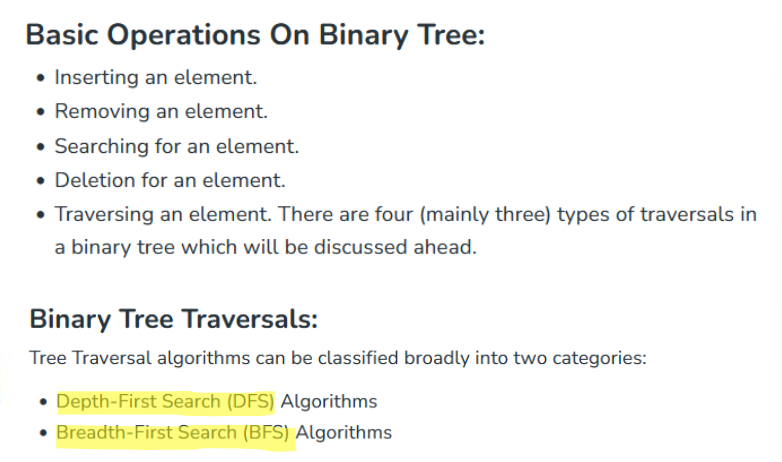 Basic Operations On Binary Tree:
• Inserting an element.
• Removing an element.
• Searching for an element.
• Deletion for an element.
• Traversing an element. There are four (mainly three) types of traversals in
a binary tree which will be discussed ahead.
Binary Tree Traversals:
Tree Traversal algorithms can be classified broadly into two categories:
• Depth-First Search (DFS) Algorithms
• Breadth-First Search (BFS) Algorithms